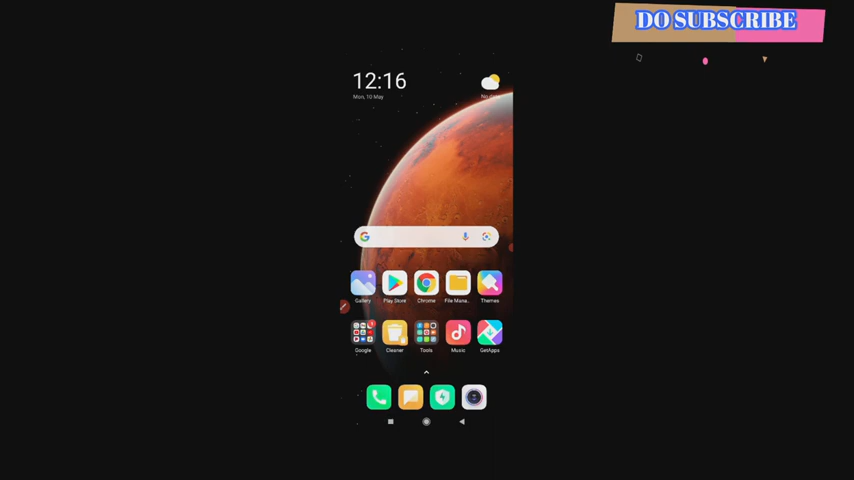 DO SUBSCRIBE
12:16
Mon, 10 May
Gallery
Play Store
Chrome
File Mana..
Themes
Google
Cleaner
Tools
Music
GetApps